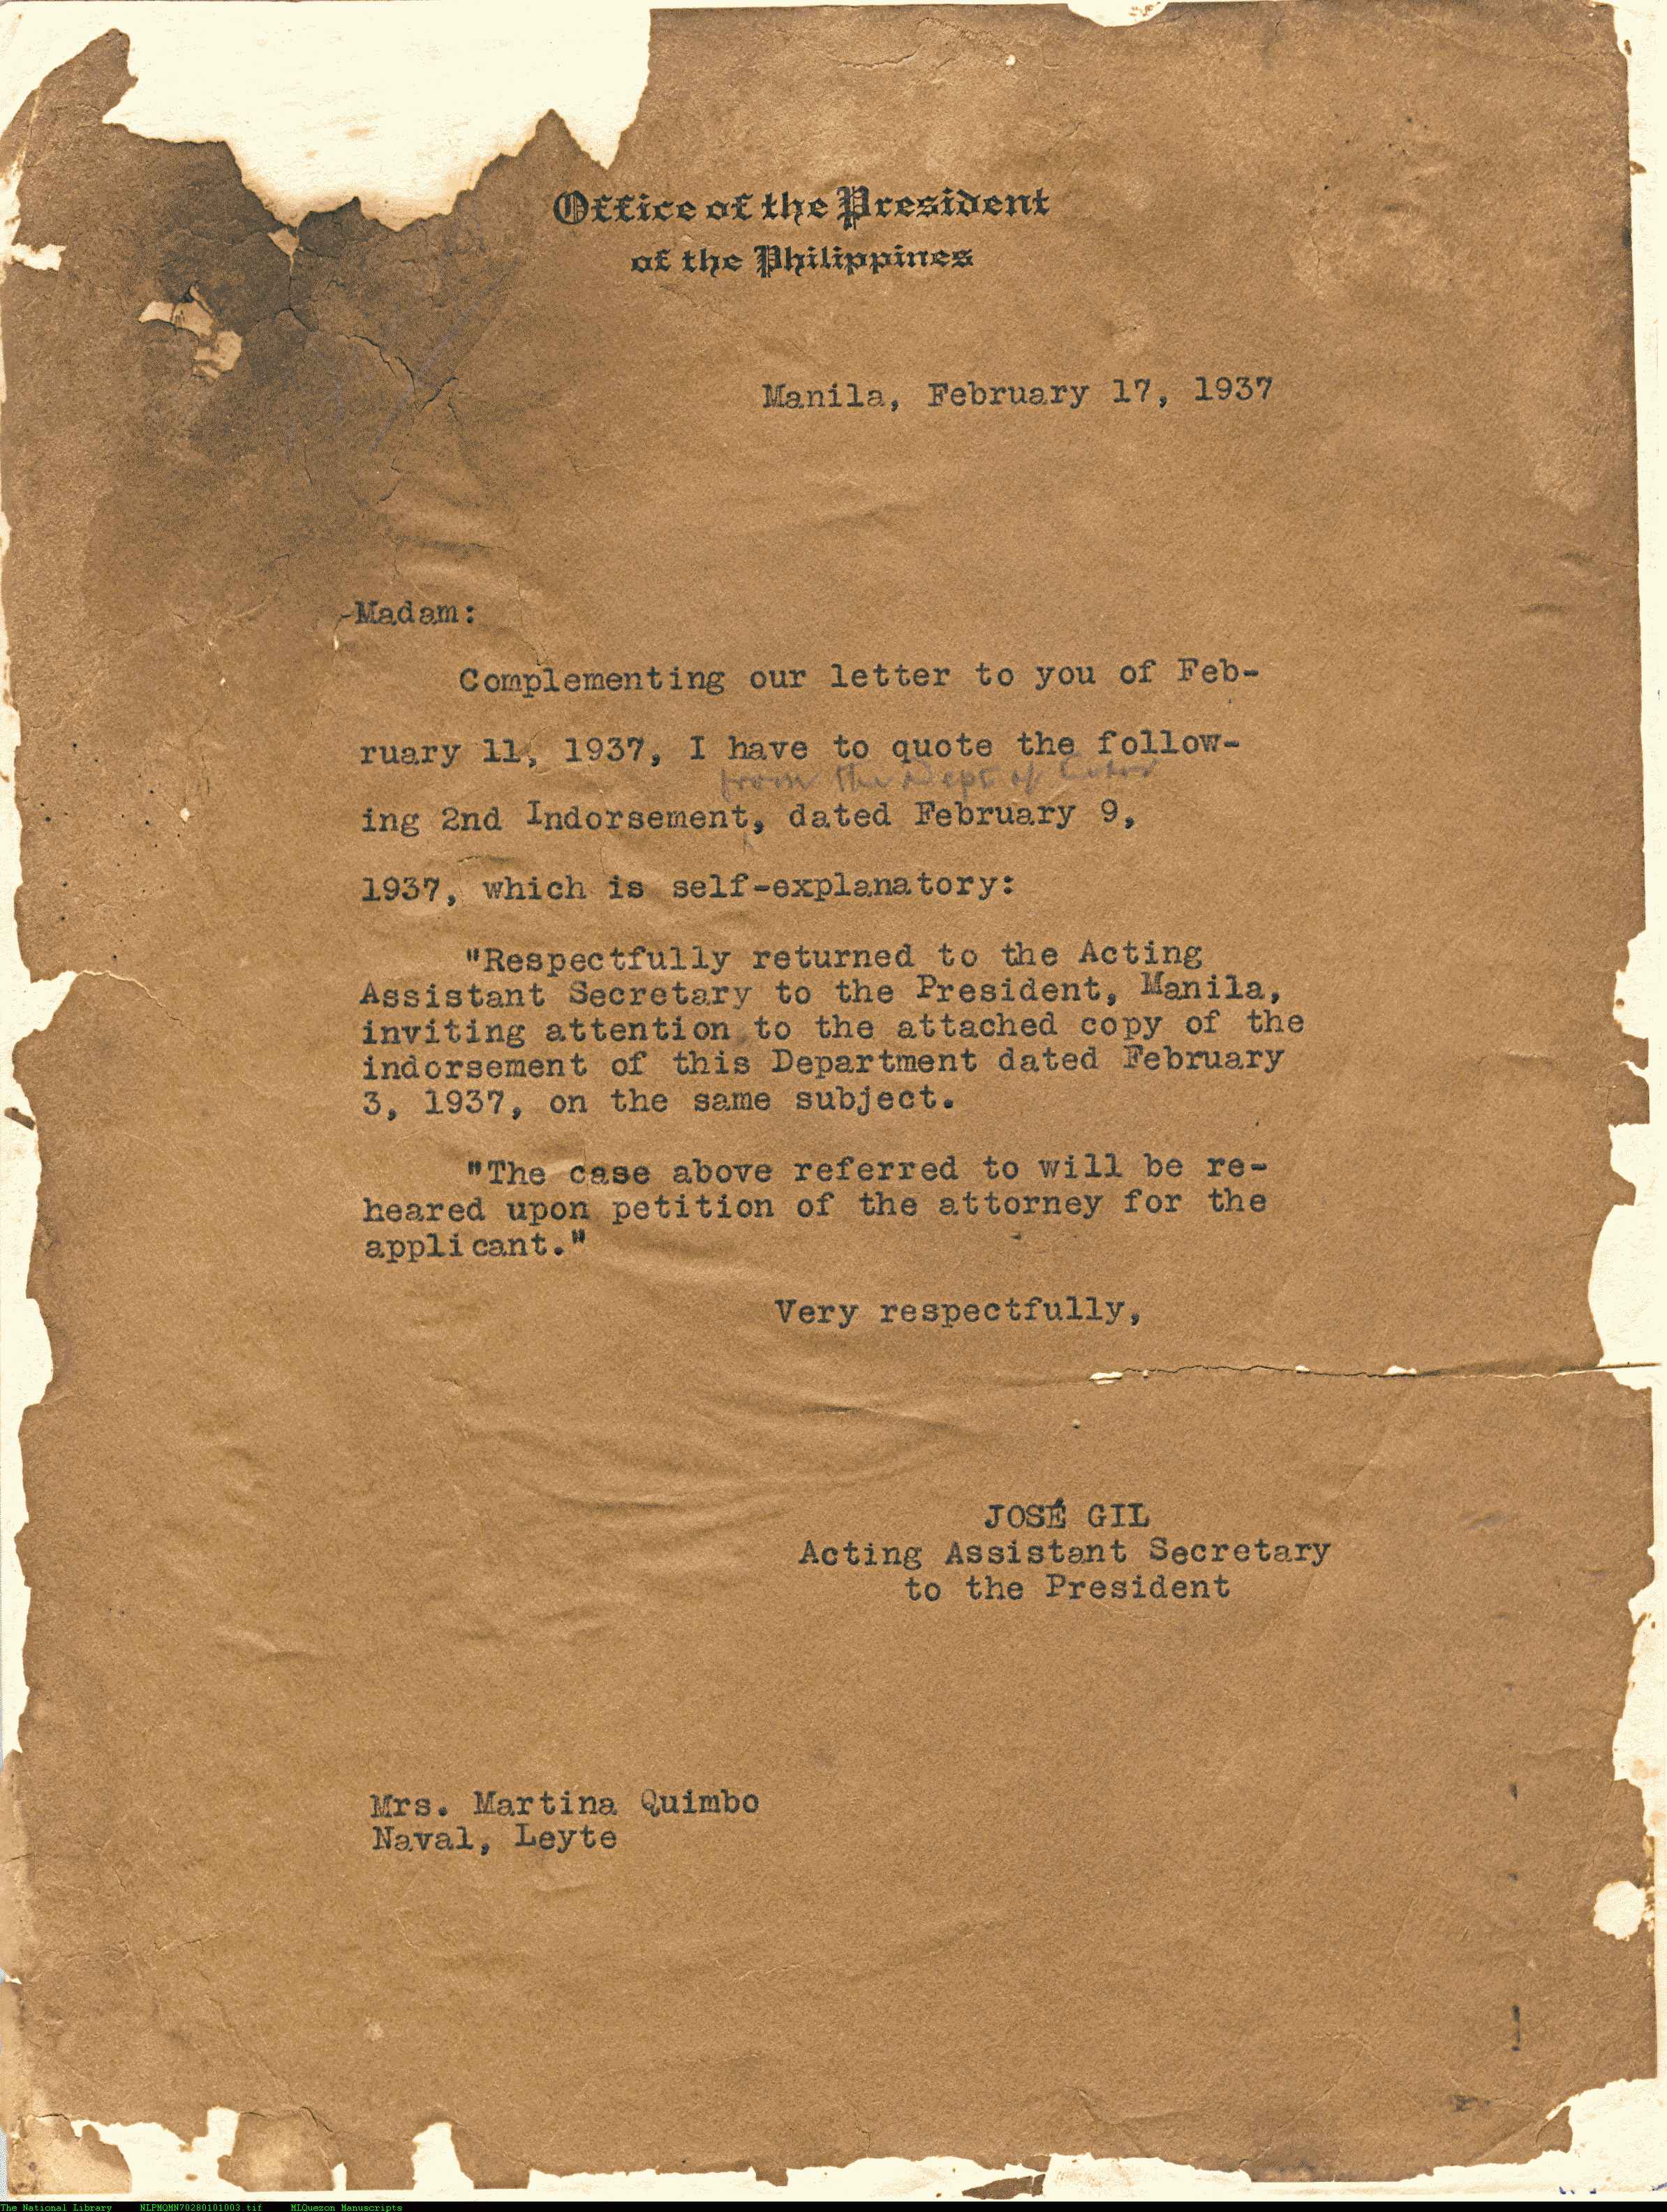 Office of the President
of the Philippines
Manila, February 17, 1937
Madam:
Complementing our letter to you of Feb-
ruary 11, 1937, I have to quote the follow-
from the Dept of Labor
ing 2nd Indorsement, dated February 9,
1937, which is self-explanatory:
"Respectfully returned to the Acting
Assistant Secretary to the President, Manila,
inviting attention to the attached copy of the
indorsement of this Department dated February
3, 1937, on the same subject.
"The case above referred to will be re-
heared upon petition of the attorney for the
applicant."
Very respectfully,
JOSÉ GIL
Acting Assistant Secretary
to the President
Mrs. Martina Quimbo
Naval, Leyte
The National Library NLPMQMN70280101003.tif MLQuezon Manuscripts